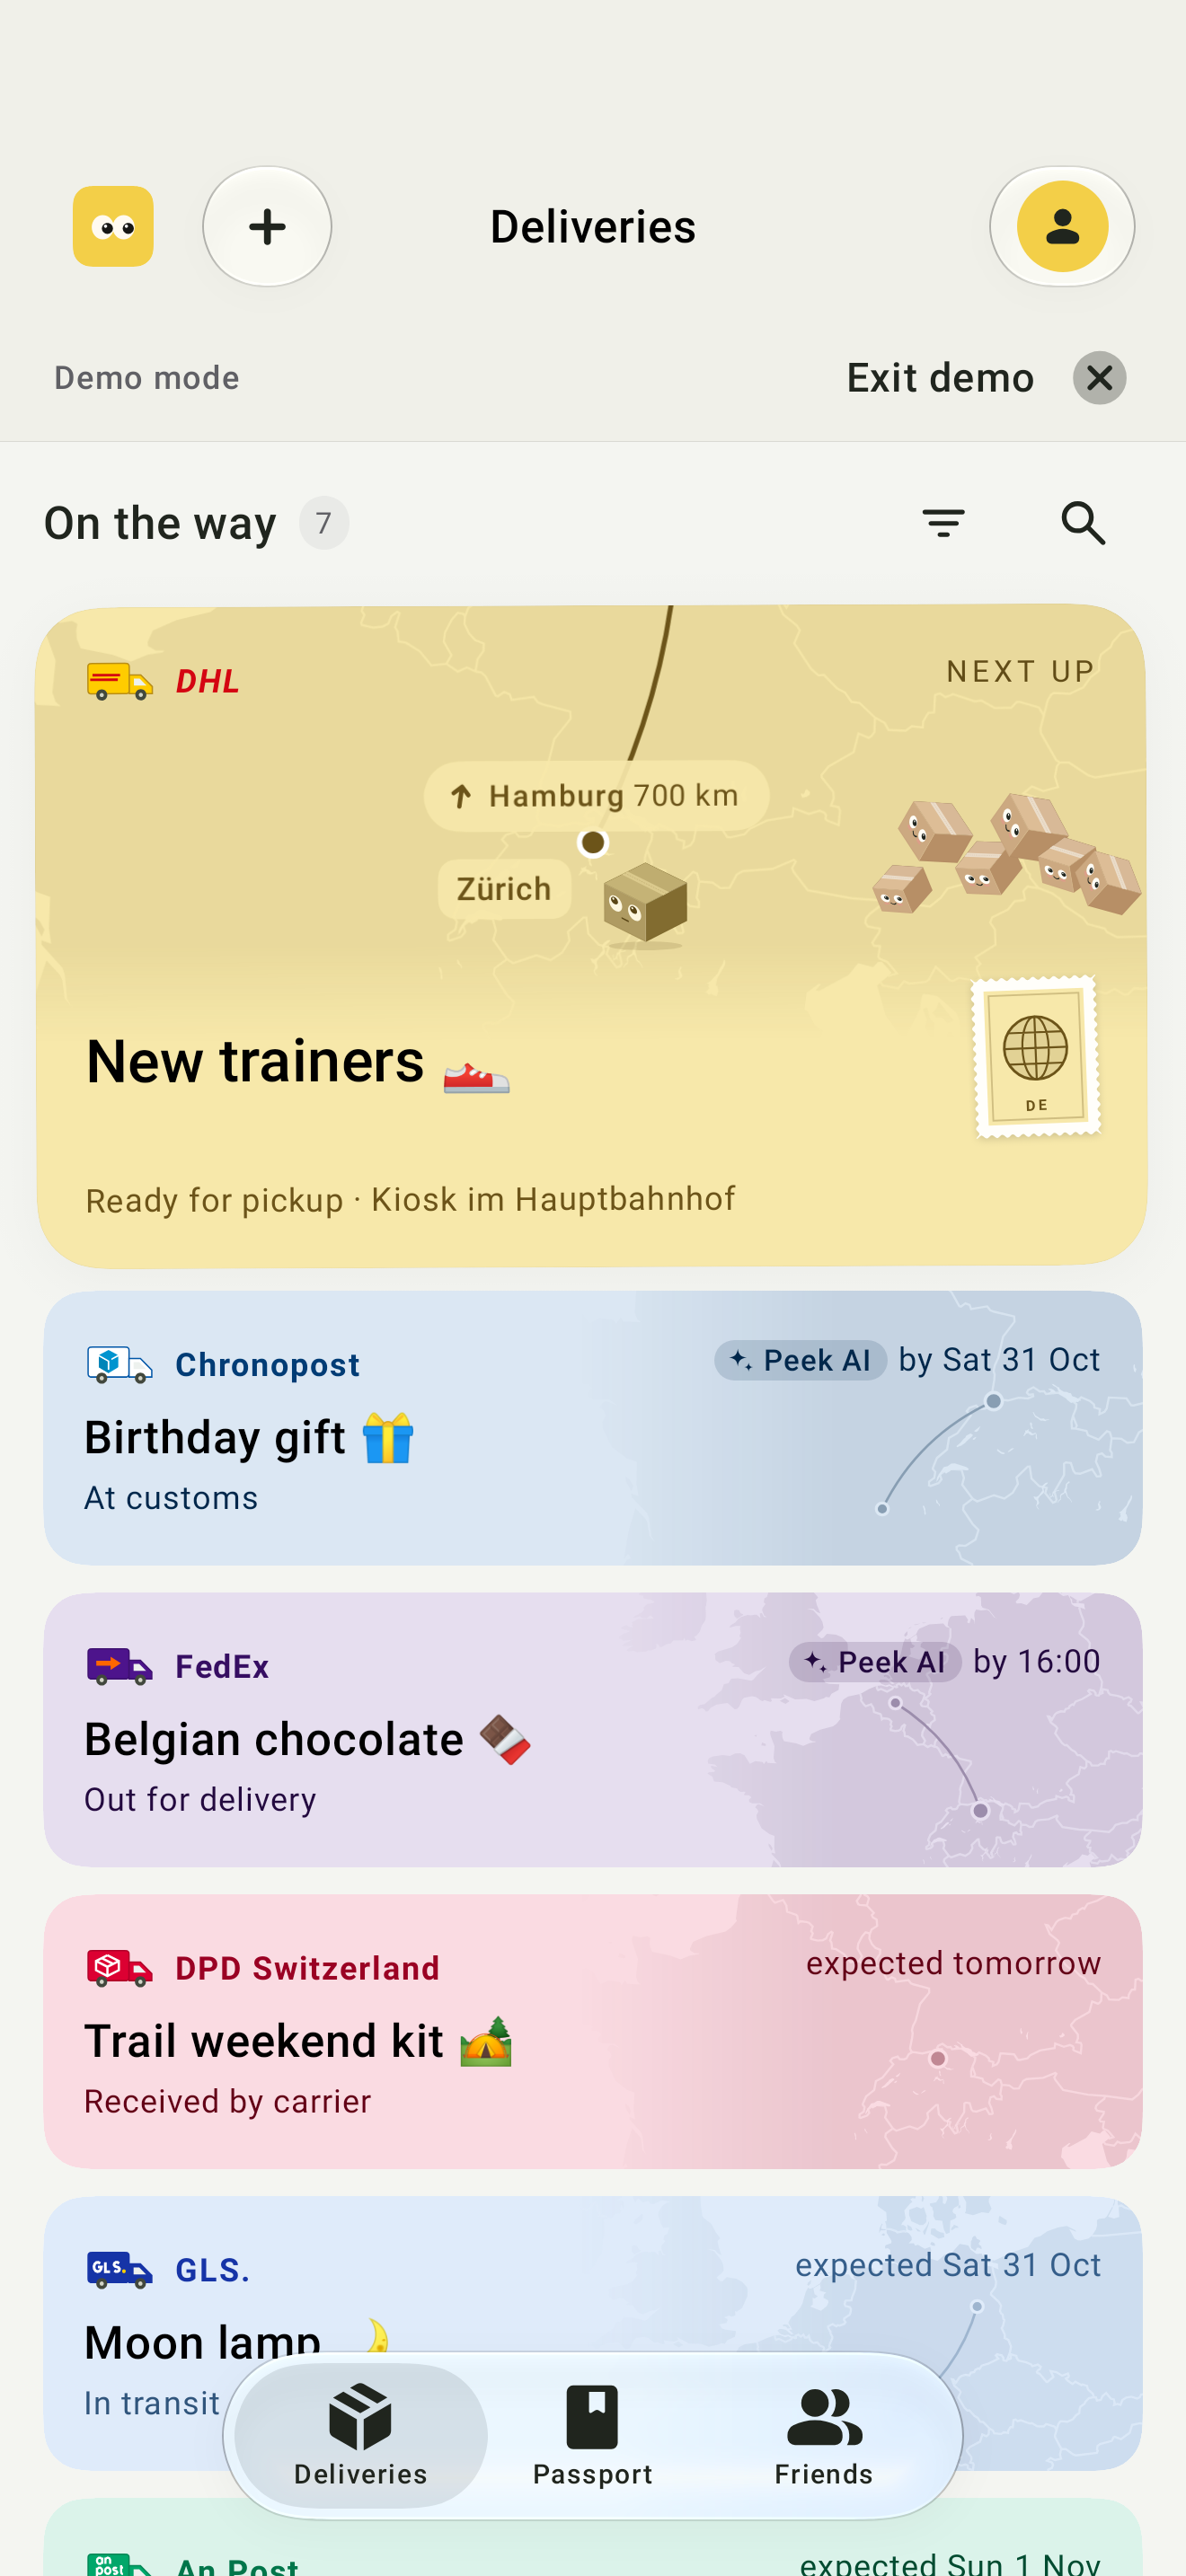 Deliveries
Demo mode
Exit demo
On the way 7
DHL
NEXT UP
Hamburg 700 km
Zürich
New trainers
DE
Ready for pickup · Kiosk im Hauptbahnhof
Chronopost
Peek AI by Sat 31 Oct
Birthday gift
At customs
FedEx
Peek AI by 16:00
Belgian chocolate
Out for delivery
DPD Switzerland
expected tomorrow
Trail weekend kit
Received by carrier
GLS.
GLS.
expected Sat 31 Oct
Moon lamp
In transit
Deliveries
Passport
Friends
an post
An Post
expected Sun 1 Nov